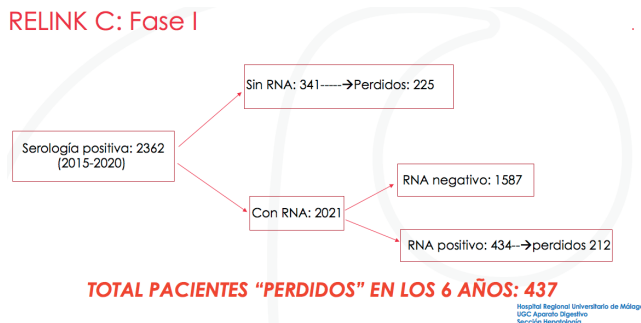 RELINK C: Fase I
Sin RNA: 341-----→Perdidos: 225
Serología positiva: 2362
(2015-2020)
RNA negativo: 1587
Con RNA: 2021
RNA positivo: 434--→perdidos 212
TOTAL PACIENTES “PERDIDOS” EN LOS 6 AÑOS: 437
Hospital Regional Universitario de Málaga
UGC Aparato Digestivo
Sección Hepatología